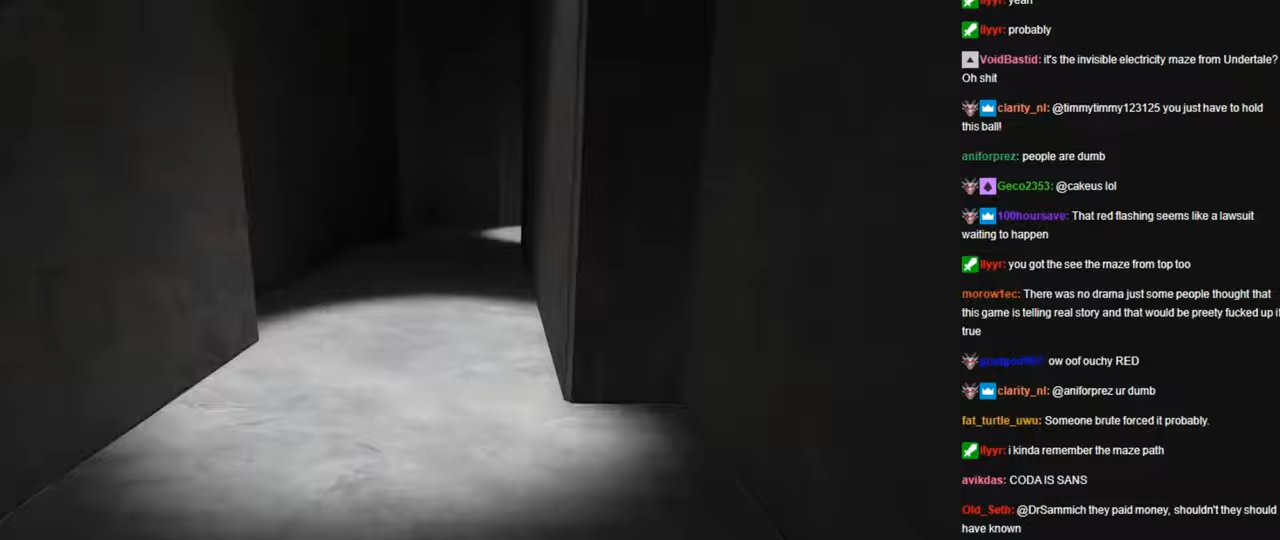 llyyr: yeah
llyyr: probably
VoidBastid: it's the invisible electricity maze from Undertale?
Oh shit
clarity_nl: @timmytimmy123125 you just have to hold
this ball!
aniforprez: people are dumb
Geco2353: @cakeus lol
100hoursave: That red flashing seems like a lawsuit
waiting to happen
llyyr: you got the see the maze from top too
morow1ec: There was no drama just some people thought that
this game is telling real story and that would be preety fucked up if
true
ow oof ouchy RED
clarity_nl: @aniforprez ur dumb
fat_turtle_uwu: Someone brute forced it probably.
llyyr: i kinda remember the maze path
avikdas: CODA IS SANS
Old_Seth: @DrSammich they paid money, shouldn't they should
have known